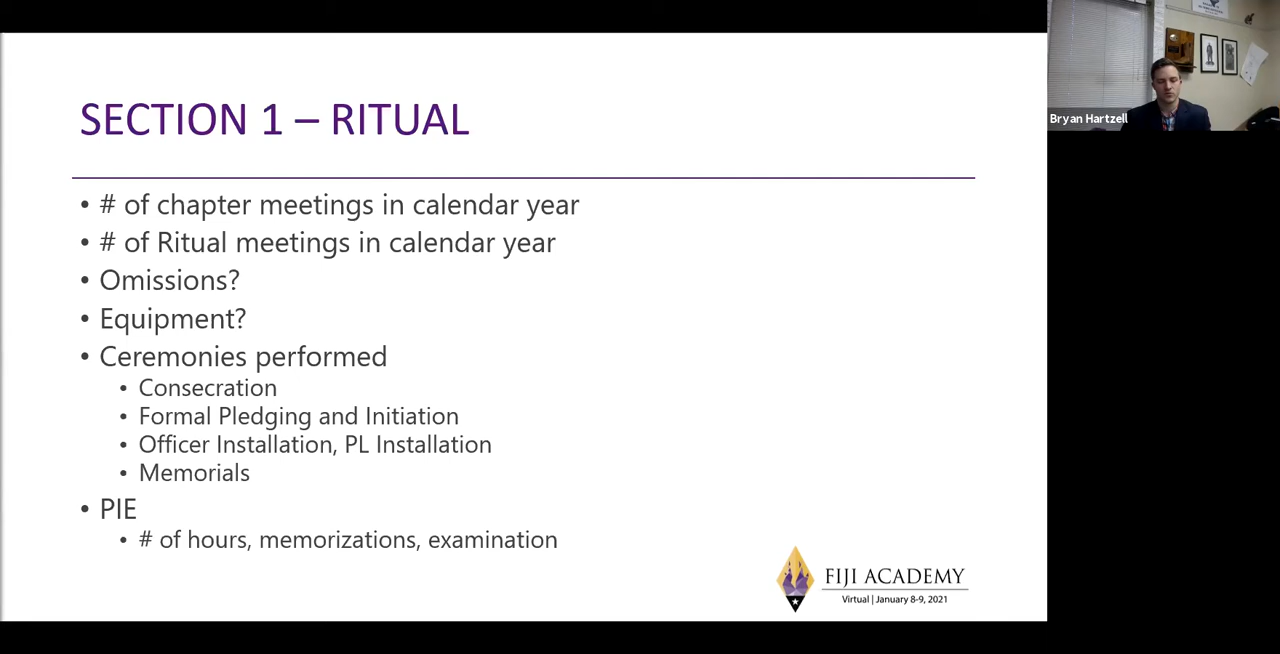 SECTION 1 – RITUAL
• # of chapter meetings in calendar year
• # of Ritual meetings in calendar year
• Omissions?
• Equipment?
• Ceremonies performed
• Consecration
• Formal Pledging and Initiation
• Officer Installation, PL Installation
• Memorials
• PIE
• # of hours, memorizations, examination
FIJI ACADEMY
Virtual | January 8-9, 2021
Bryan Hartzell